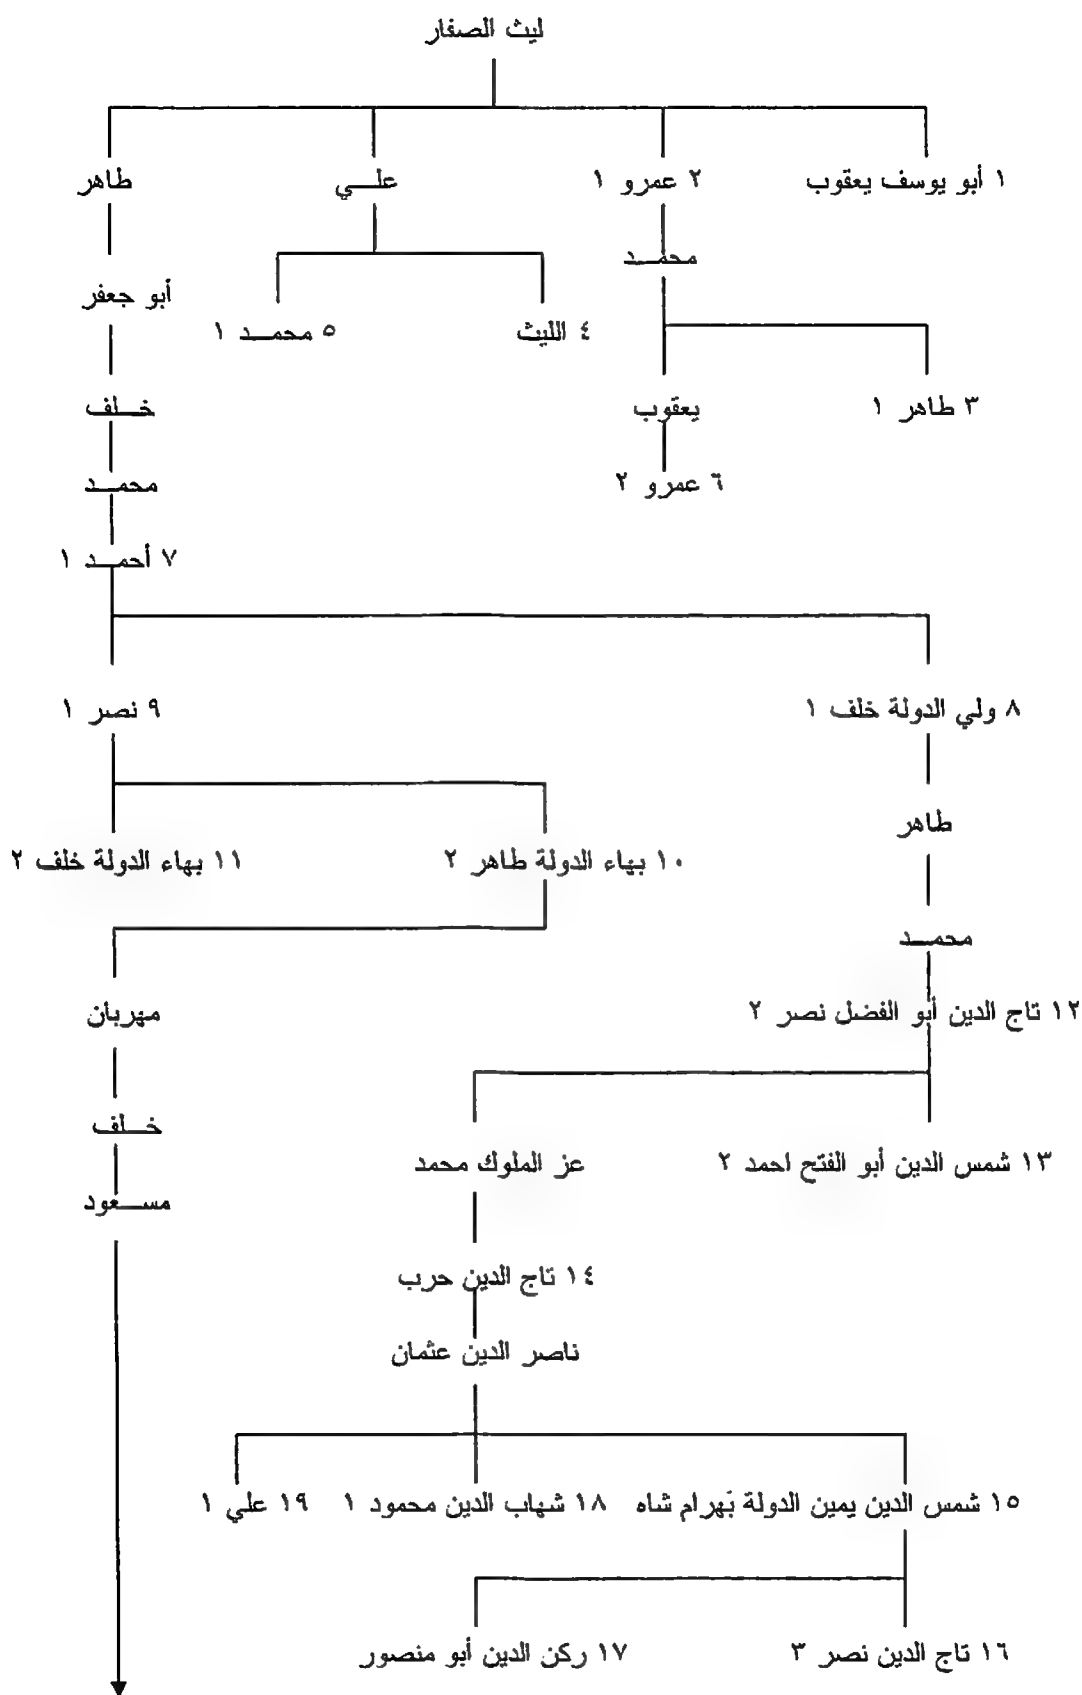 ليث الصفار
١ أبو يوسف يعقوب ٢ عمرو ١ علي طاهر
محمد
أبو جعفر
٤ الليث ٥ محمد ١
٣ طاهر ١ يعقوب خلف
٦ عمرو ٢ محمد
٧ أحمد ١
٨ ولي الدولة خلف ١ ٩ نصر ١
طاهر
١٠ بهاء الدولة طاهر ٢ ١١ بهاء الدولة خلف ٢
محمد
١٢ تاج الدين أبو الفضل نصر ٢ مهربان
خلف
١٣ شمس الدين أبو الفتح احمد ٢ عز الملوك محمد
مسعود
١٤ تاج الدين حرب
ناصر الدين عثمان
١٥ شمس الدين يمين الدولة بهرام شاه ١٨ شهاب الدين محمود ١ ١٩ علي ١
١٦ تاج الدين نصر ٣ ١٧ ركن الدين أبو منصور